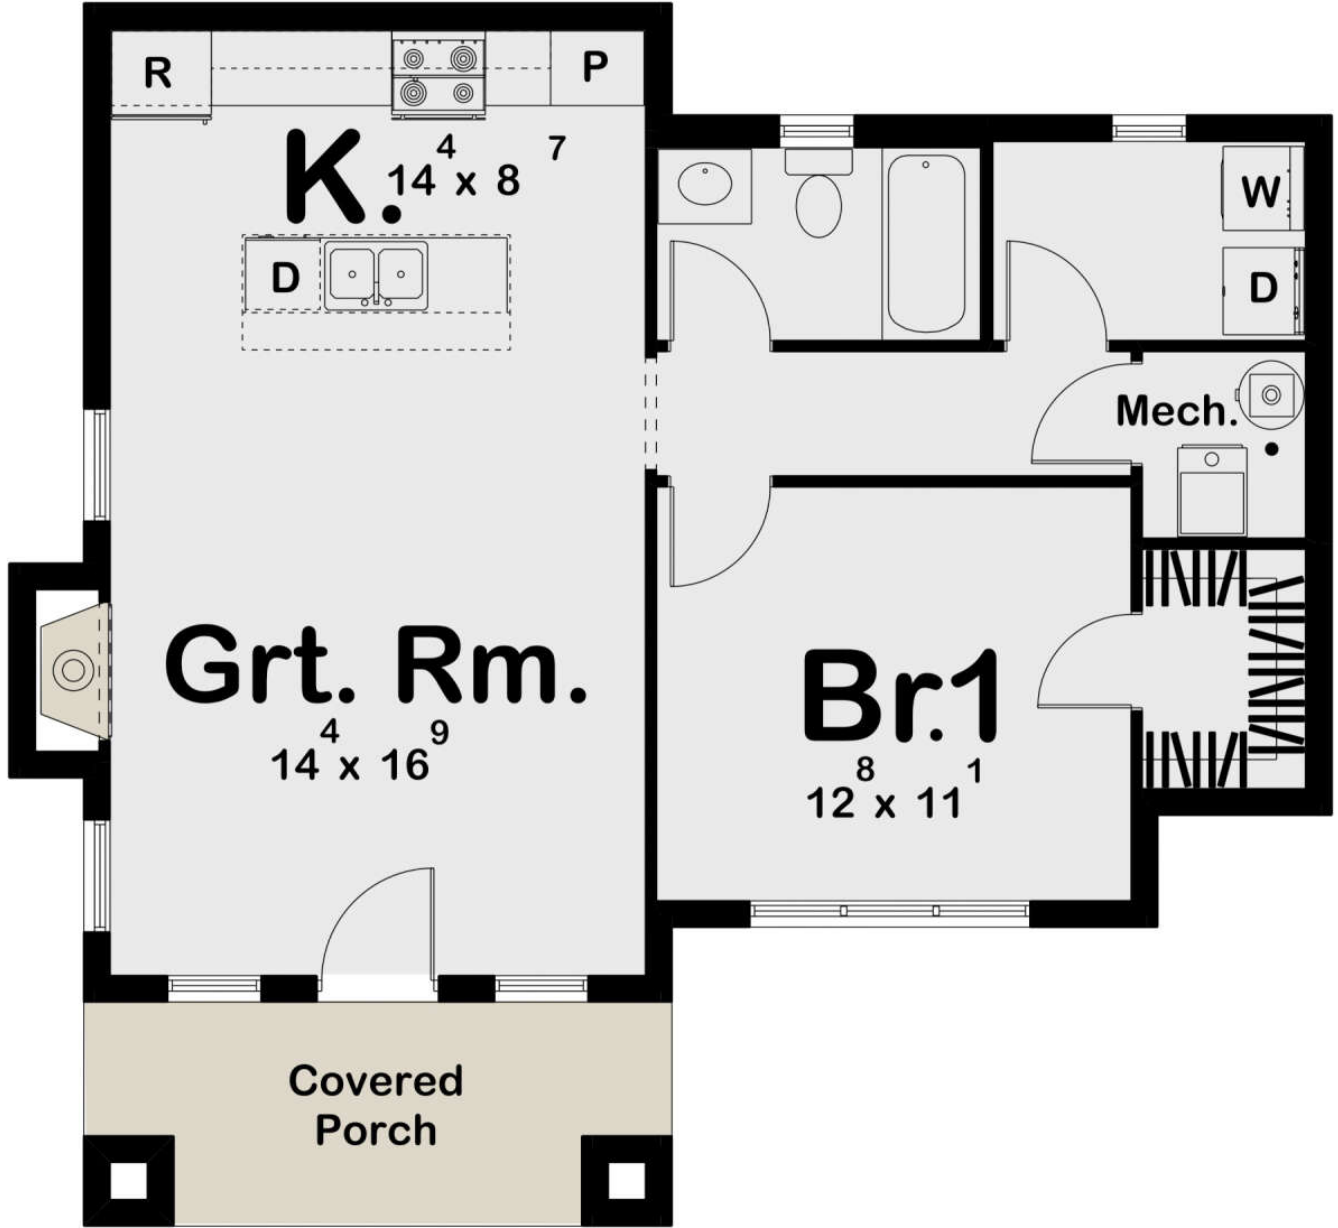 R
P
K.
14⁴ x 8⁷
D
W
D
Mech.
Grt. Rm.
14⁴ x 16⁹
Br.1
12⁸ x 11¹
Covered
Porch